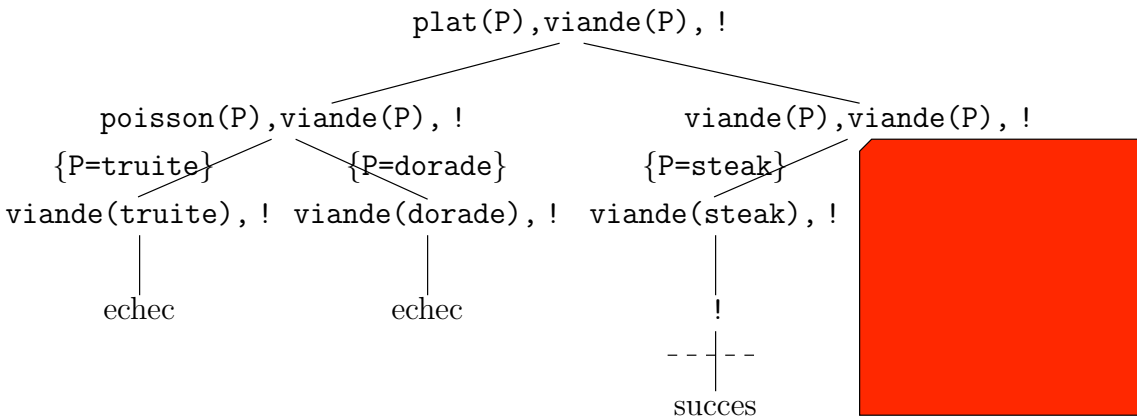 plat(P),viande(P), !
poisson(P),viande(P), ! viande(P),viande(P), !
{P=truite} {P=dorade} {P=steak}
viande(truite), ! viande(dorade), ! viande(steak), !
echec echec !
succes